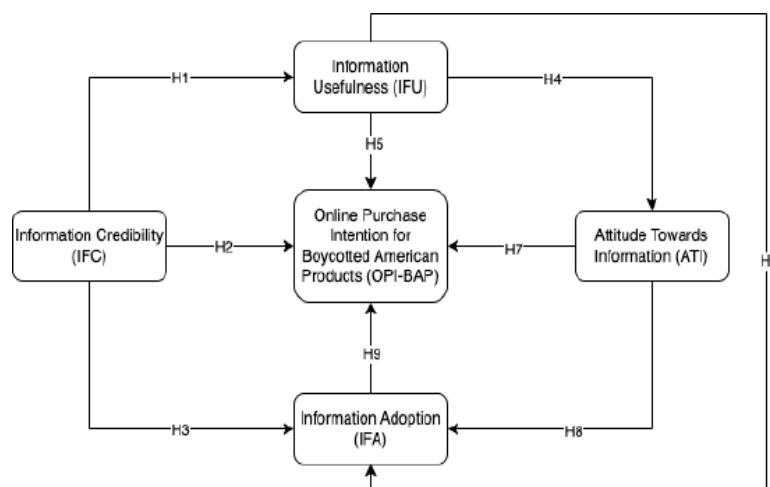 Information
Usefulness (IFU)
H1
H4
H5
Information Credibility
(IFC)
H2
Online Purchase
Intention for
Boycotted American
Products (OPI-BAP)
H7
Attitude Towards
Information (ATI)
H
H9
H3
Information Adoption
(IFA)
H8